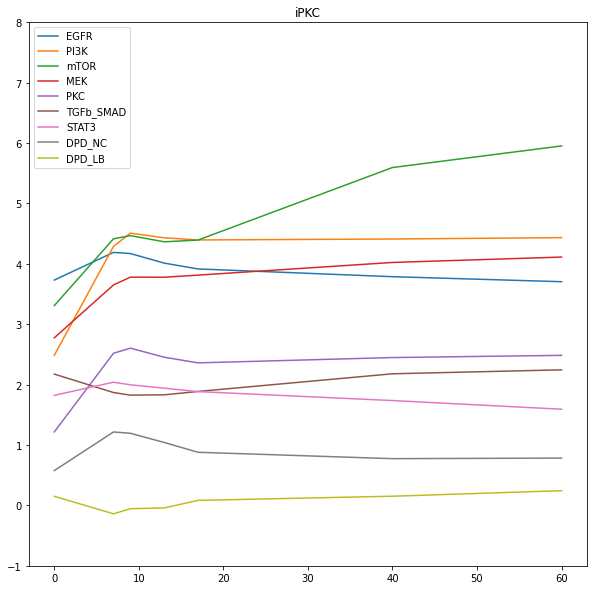 iPKC
8
7
6
5
4
3
2
1
0
−1
EGFR
PI3K
mTOR
MEK
PKC
TGFb_SMAD
STAT3
DPD_NC
DPD_LB
0 10 20 30 40 50 60